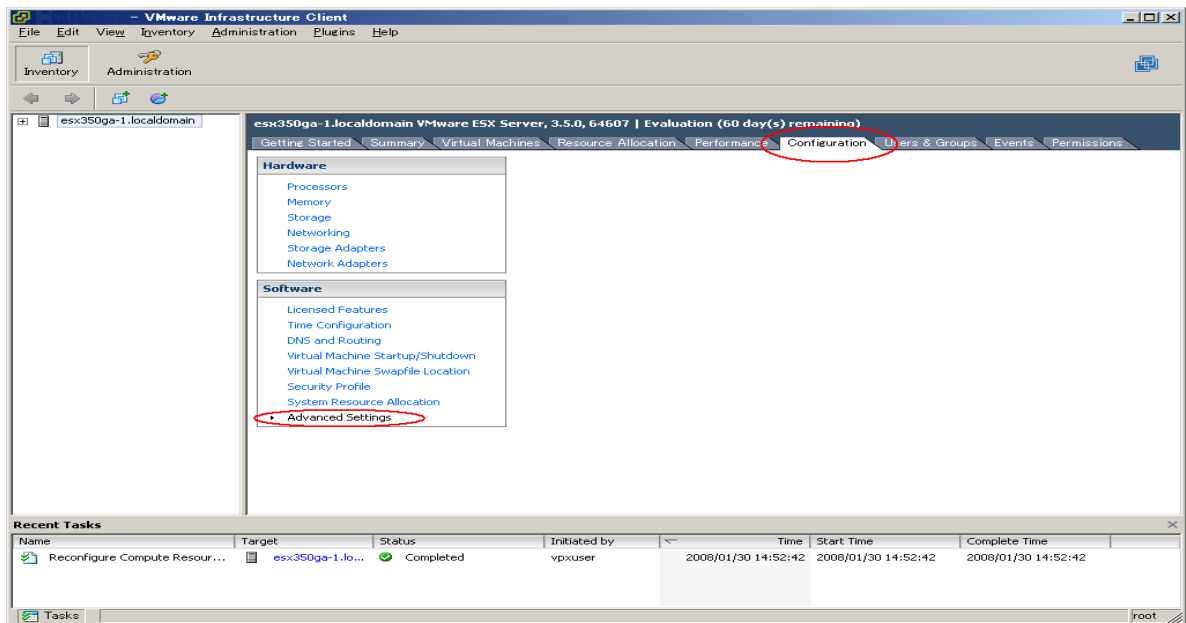 - VMware Infrastructure Client
File Edit View Inventory Administration Plugins Help
Inventory Administration
esx350ga-1.localdomain
esx350ga-1.localdomain VMware ESX Server, 3.5.0, 64607 | Evaluation (60 day(s) remaining)
Getting Started Summary Virtual Machines Resource Allocation Performance Configuration Users & Groups Events Permissions
Hardware
Processors
Memory
Storage
Networking
Storage Adapters
Network Adapters
Software
Licensed Features
Time Configuration
DNS and Routing
Virtual Machine Startup/Shutdown
Virtual Machine Swapfile Location
Security Profile
System Resource Allocation
Advanced Settings
Recent Tasks
Name Target Status Initiated by Time Start Time Complete Time
Reconfigure Compute Resour... esx350ga-1.lo... Completed vpxuser 2008/01/30 14:52:42 2008/01/30 14:52:42 2008/01/30 14:52:42
Tasks root